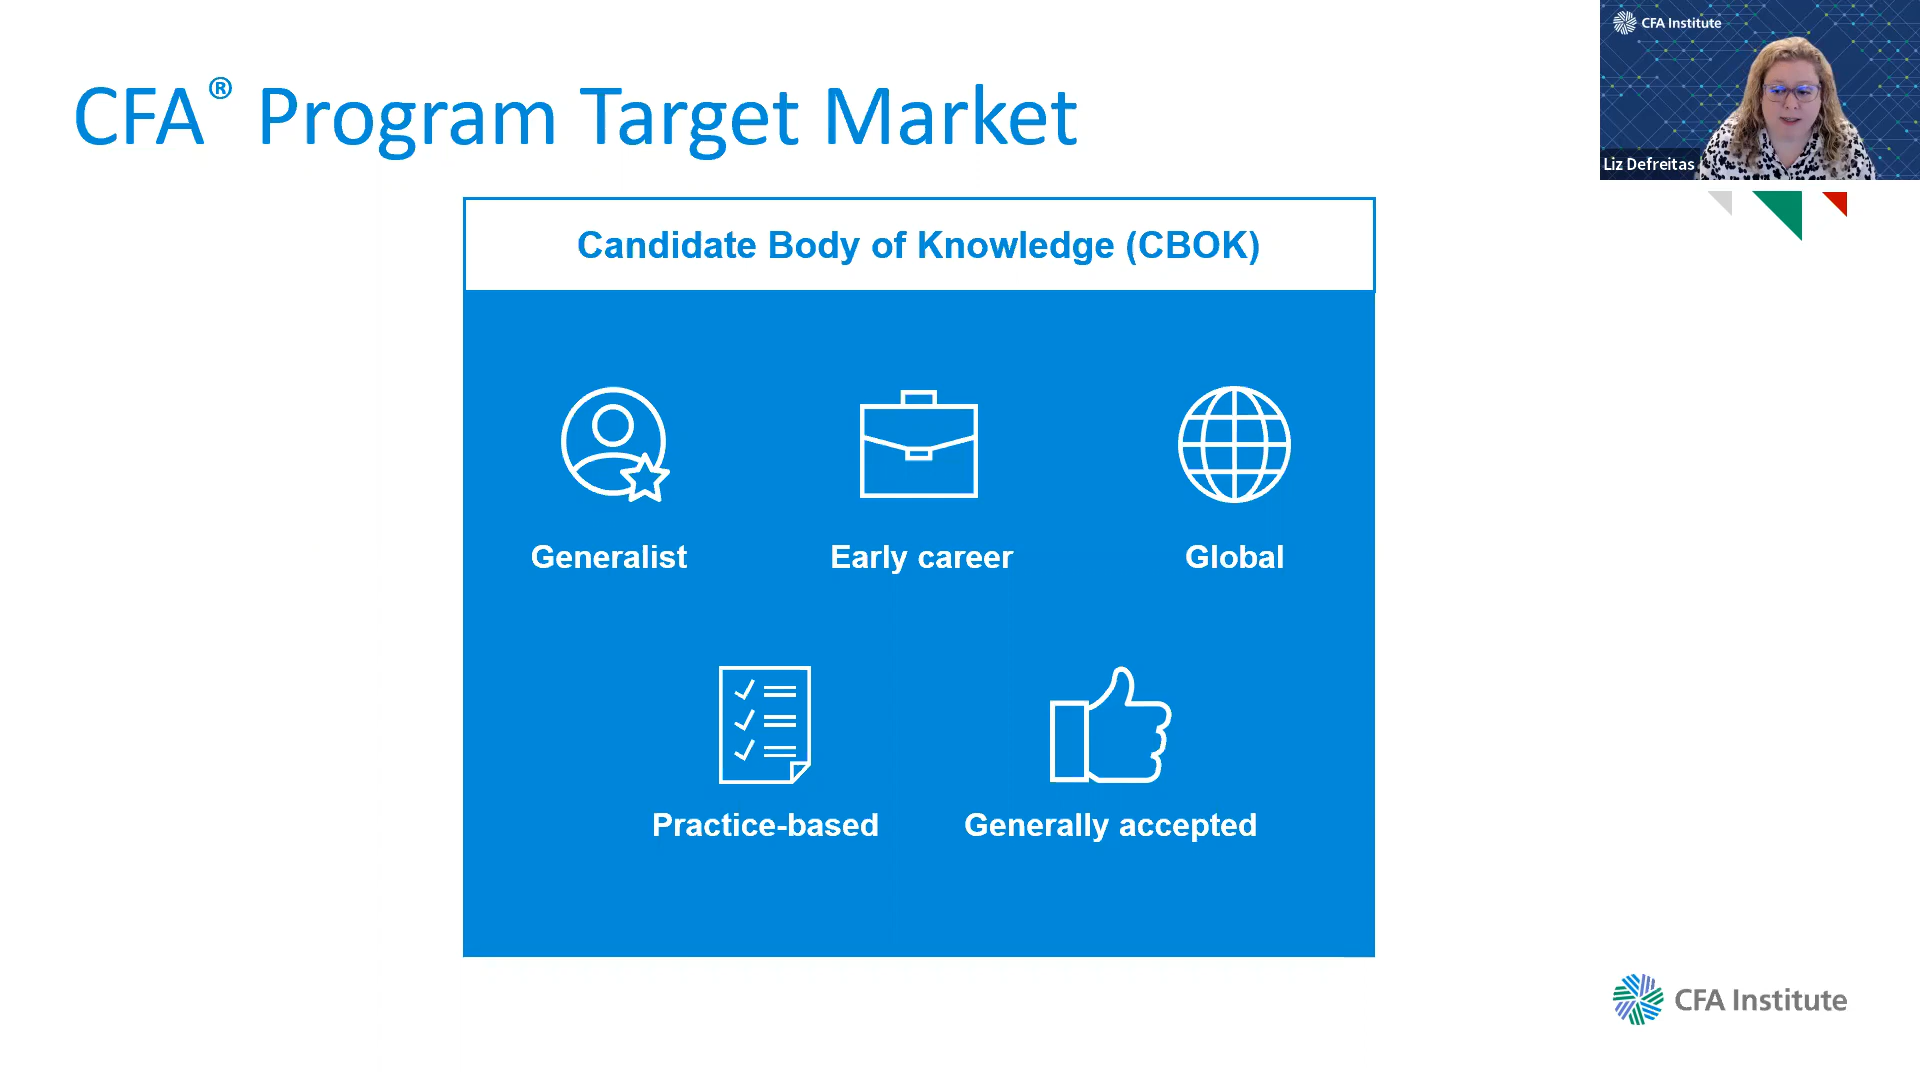 CFA® Program Target Market
CFA Institute
Liz Defreitas
Candidate Body of Knowledge (CBOK)
Generalist
Early career
Global
Practice-based
Generally accepted
CFA Institute